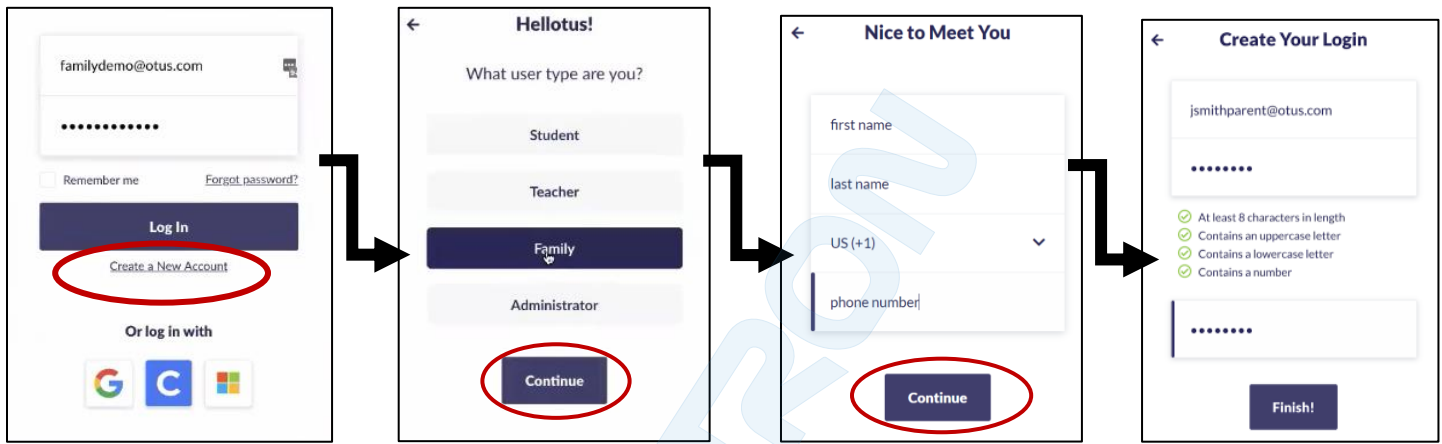 familydemo@otus.com
••••••••••••
Remember me
Forgot password?
Log In
Create a New Account
Or log in with
G
C
Hellotus!
What user type are you?
Student
Teacher
Family
Administrator
Continue
Nice to Meet You
first name
last name
US (+1)
phone number
Continue
Create Your Login
jsmithparent@otus.com
••••••••
At least 8 characters in length
Contains an uppercase letter
Contains a lowercase letter
Contains a number
••••••••
Finish!
RON